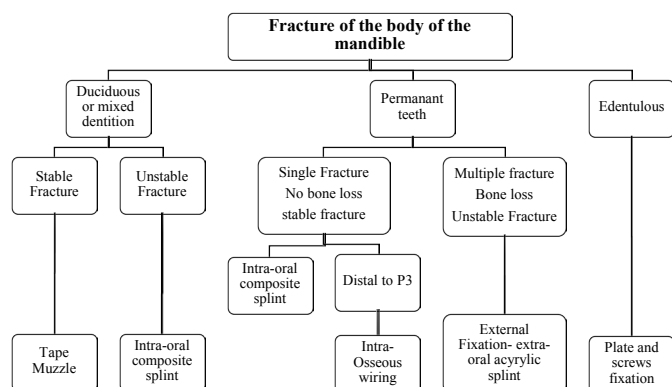 Fracture of the body of the
mandible
Duciduous
or mixed
dentition
Permanant
teeth
Edentulous
Stable
Fracture
Unstable
Fracture
Single Fracture
No bone loss
stable fracture
Multiple fracture
Bone loss
Unstable Fracture
Intra-oral
composite
splint
Distal to P3
Tape
Muzzle
Intra-oral
composite
splint
Intra-
Osseous
wiring
External
Fixation- extra-
oral acyrylic
splint
Plate and
screws
fixation